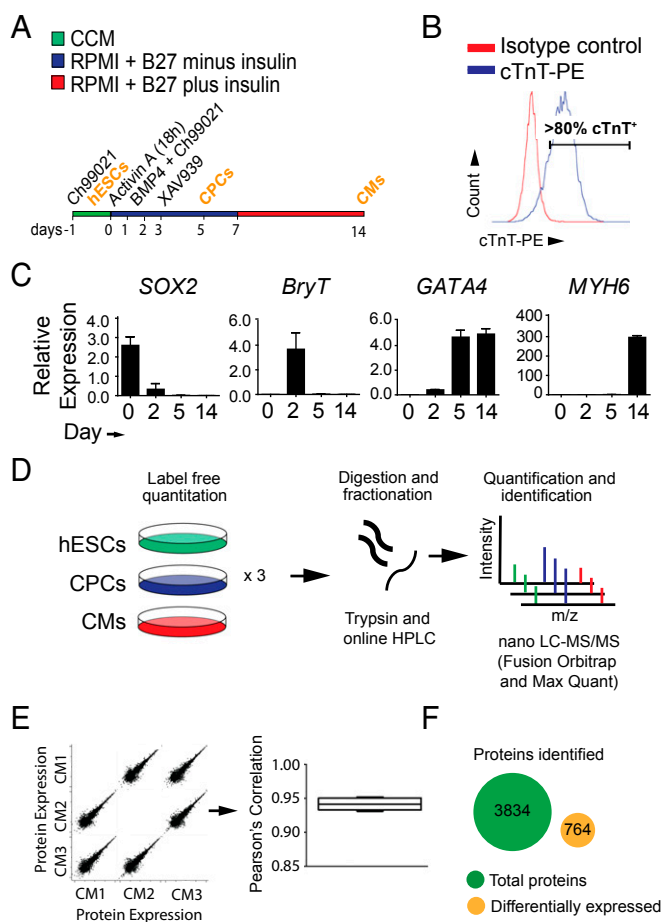 A
CCM
RPMI + B27 minus insulin
RPMI + B27 plus insulin
Ch99021
hESCs
Activin A (18h)
BMP4 + Ch99021
XAV939
CPCs
CMs
days -1 0 1 2 3 5 7 14
B
Isotype control
cTnT-PE
>80% cTnT+
Count
cTnT-PE
C
SOX2 BryT GATA4 MYH6
Relative
Expression
4.0
3.0
2.0
1.0
0.0
6.0
4.0
2.0
0.0
6.0
4.0
2.0
0.0
400
300
200
100
0
0 2 5 14
0 2 5 14
0 2 5 14
0 2 5 14
Day
D
Label free
quantitation
hESCs
CPCs
CMs
x 3
Digestion and
fractionation
Trypsin and
online HPLC
Quantification and
identification
Intensity
m/z
nano LC-MS/MS
(Fusion Orbitrap
and Max Quant)
E
Protein Expression
CM1
CM2
CM3
CM1 CM2 CM3
Protein Expression
Pearson's Correlation
1.00
0.95
0.90
0.85
F
Proteins identified
3834
764
Total proteins
Differentially expressed